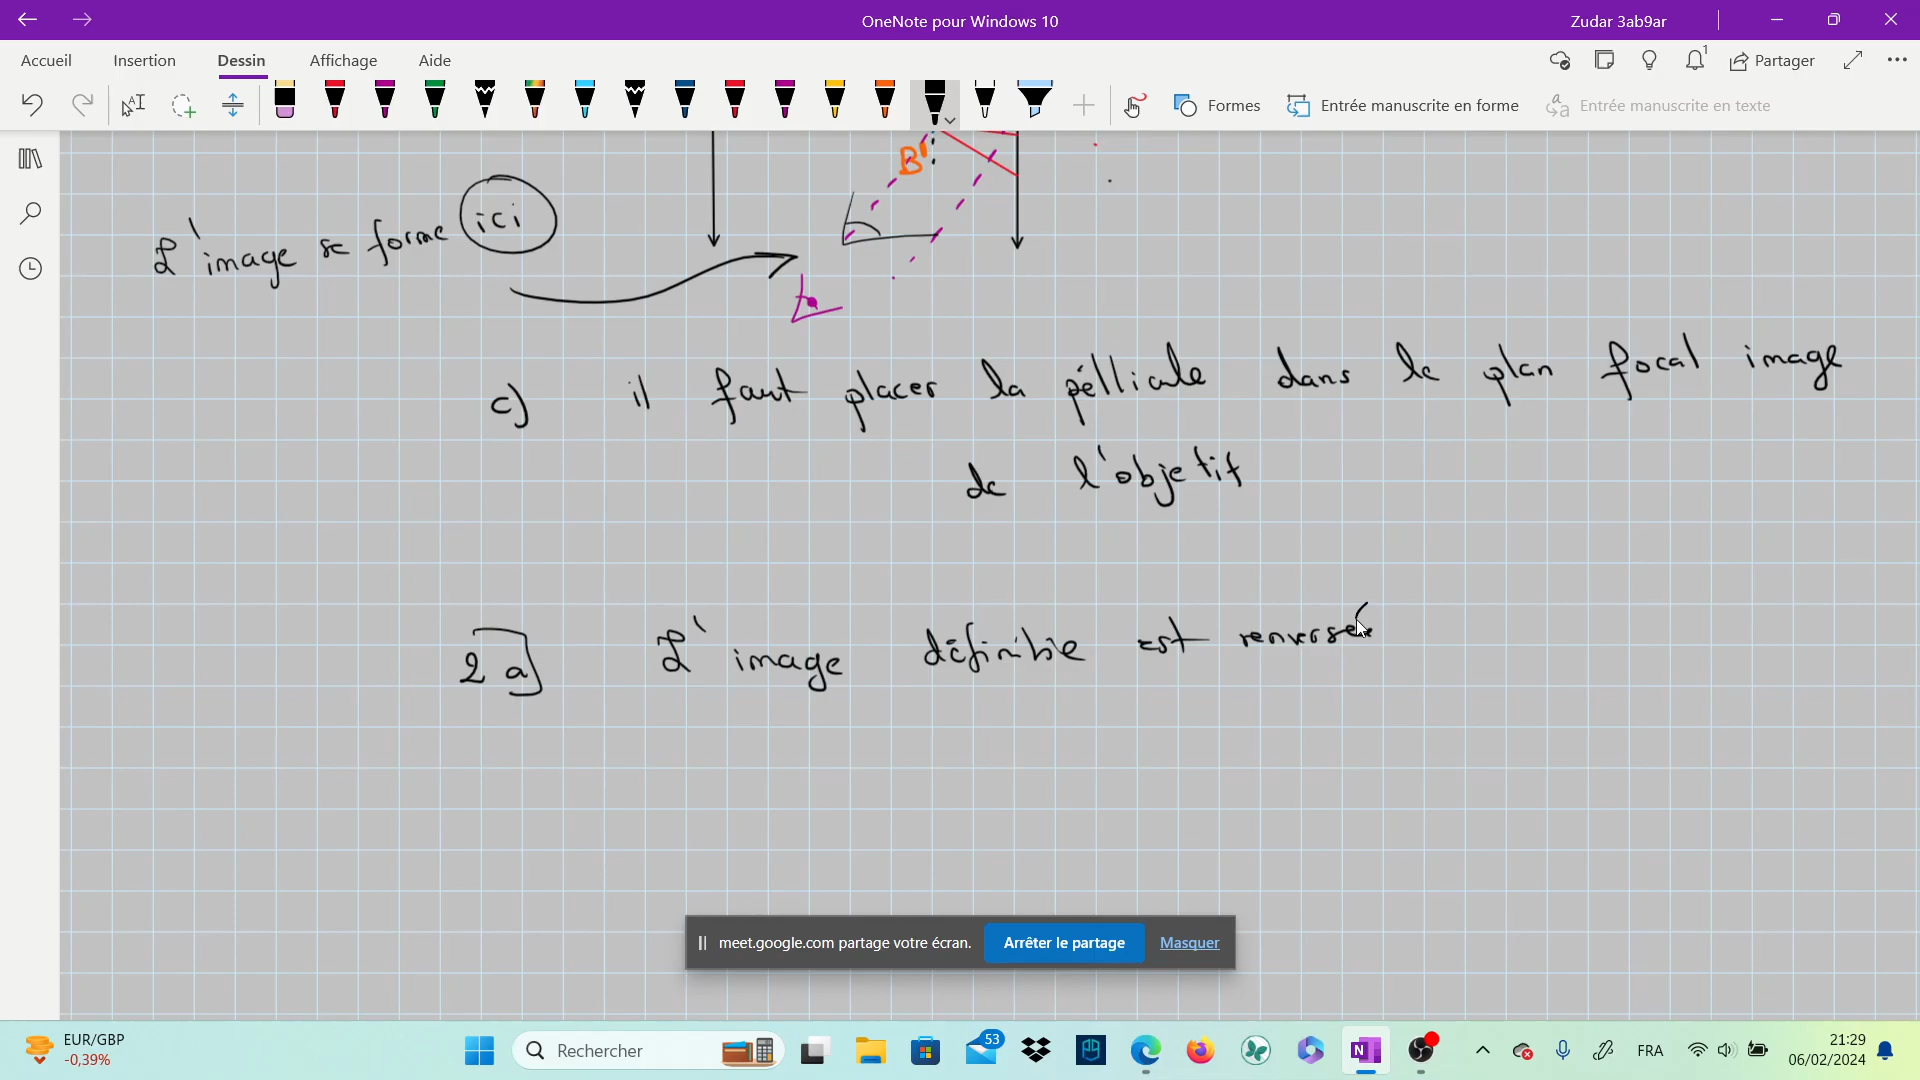 OneNote pour Windows 10
Zudar 3ab9ar
Accueil Insertion Dessin Affichage Aide
1
Partager
Formes
Entrée manuscrite en forme
Entrée manuscrite en texte
B'
L'image se forme ici
c) il faut placer la péllicule dans le plan focal image
de l'objetif
2 a) L'image définitive est renversé
meet.google.com partage votre écran.
Arrêter le partage
Masquer
EUR/GBP
-0,39%
Rechercher
53
FRA
21:29
06/02/2024